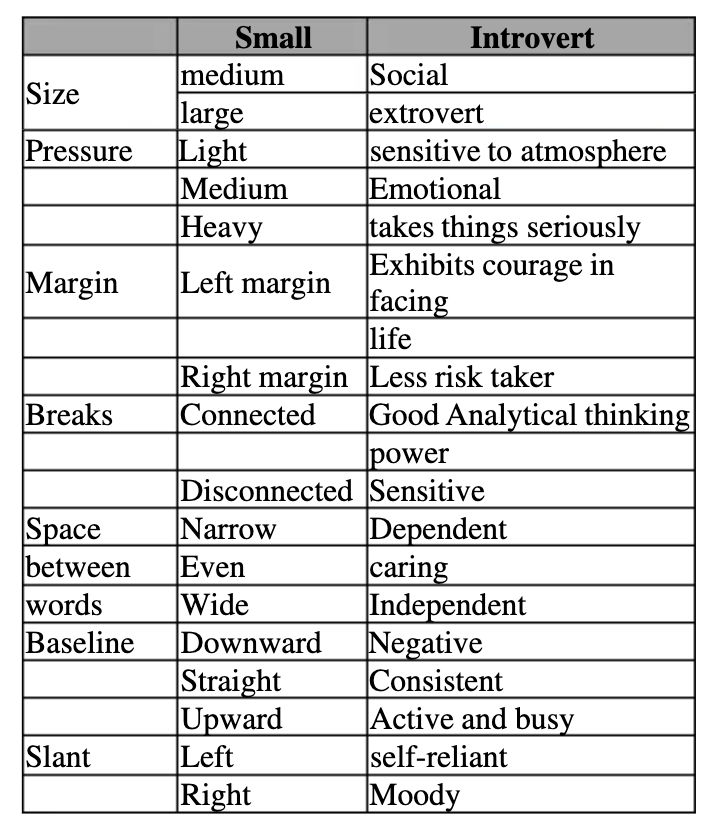 Small Introvert
Size medium Social
large extrovert
Pressure Light sensitive to atmosphere
Medium Emotional
Heavy takes things seriously
Margin Left margin Exhibits courage in
facing
life
Right margin Less risk taker
Breaks Connected Good Analytical thinking
power
Disconnected Sensitive
Space Narrow Dependent
between Even caring
words Wide Independent
Baseline Downward Negative
Straight Consistent
Upward Active and busy
Slant Left self-reliant
Right Moody